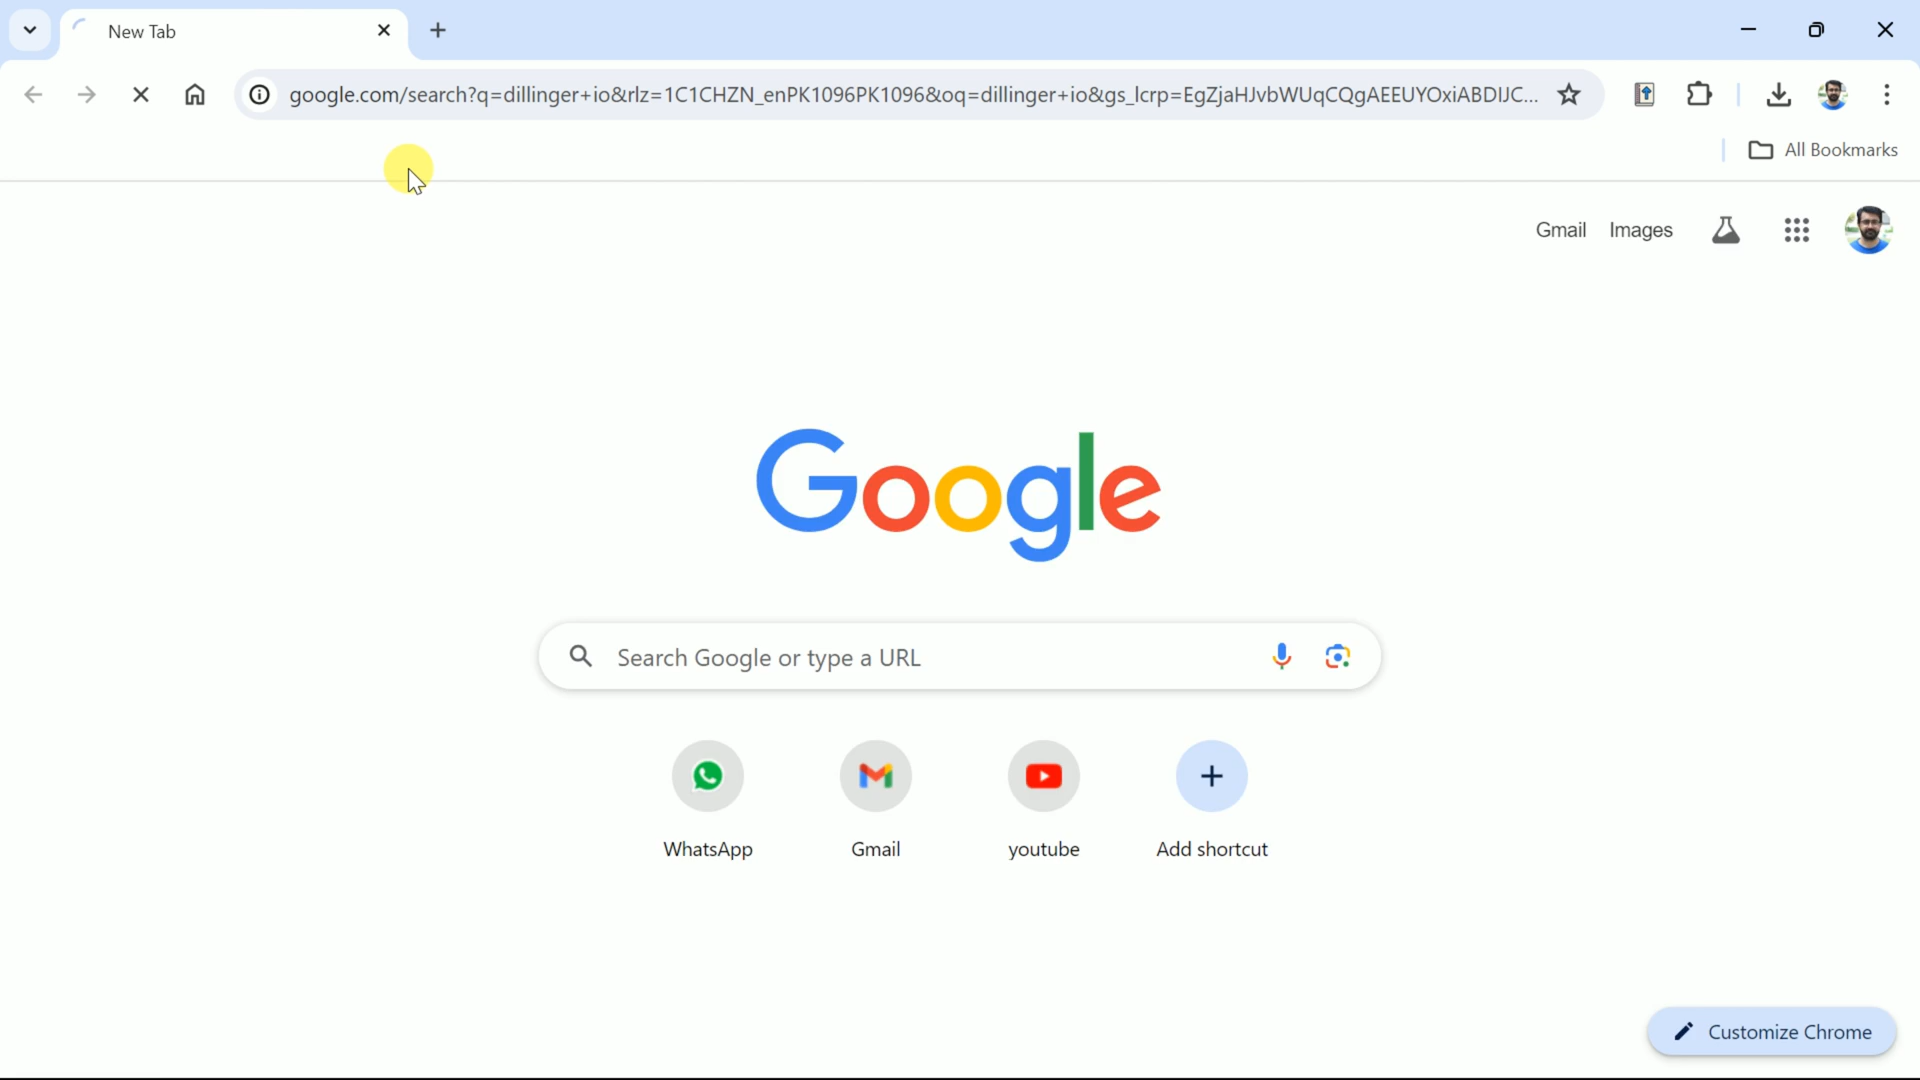 New Tab
google.com/search?q=dillinger+io&rlz=1C1CHZN_enPK1096PK1096&oq=dillinger+io&gs_lcrp=EgZjaHJvbWUqCQgAEEUYOxiABDIJC...
All Bookmarks
Gmail Images
Google
Search Google or type a URL
WhatsApp Gmail youtube Add shortcut
Customize Chrome